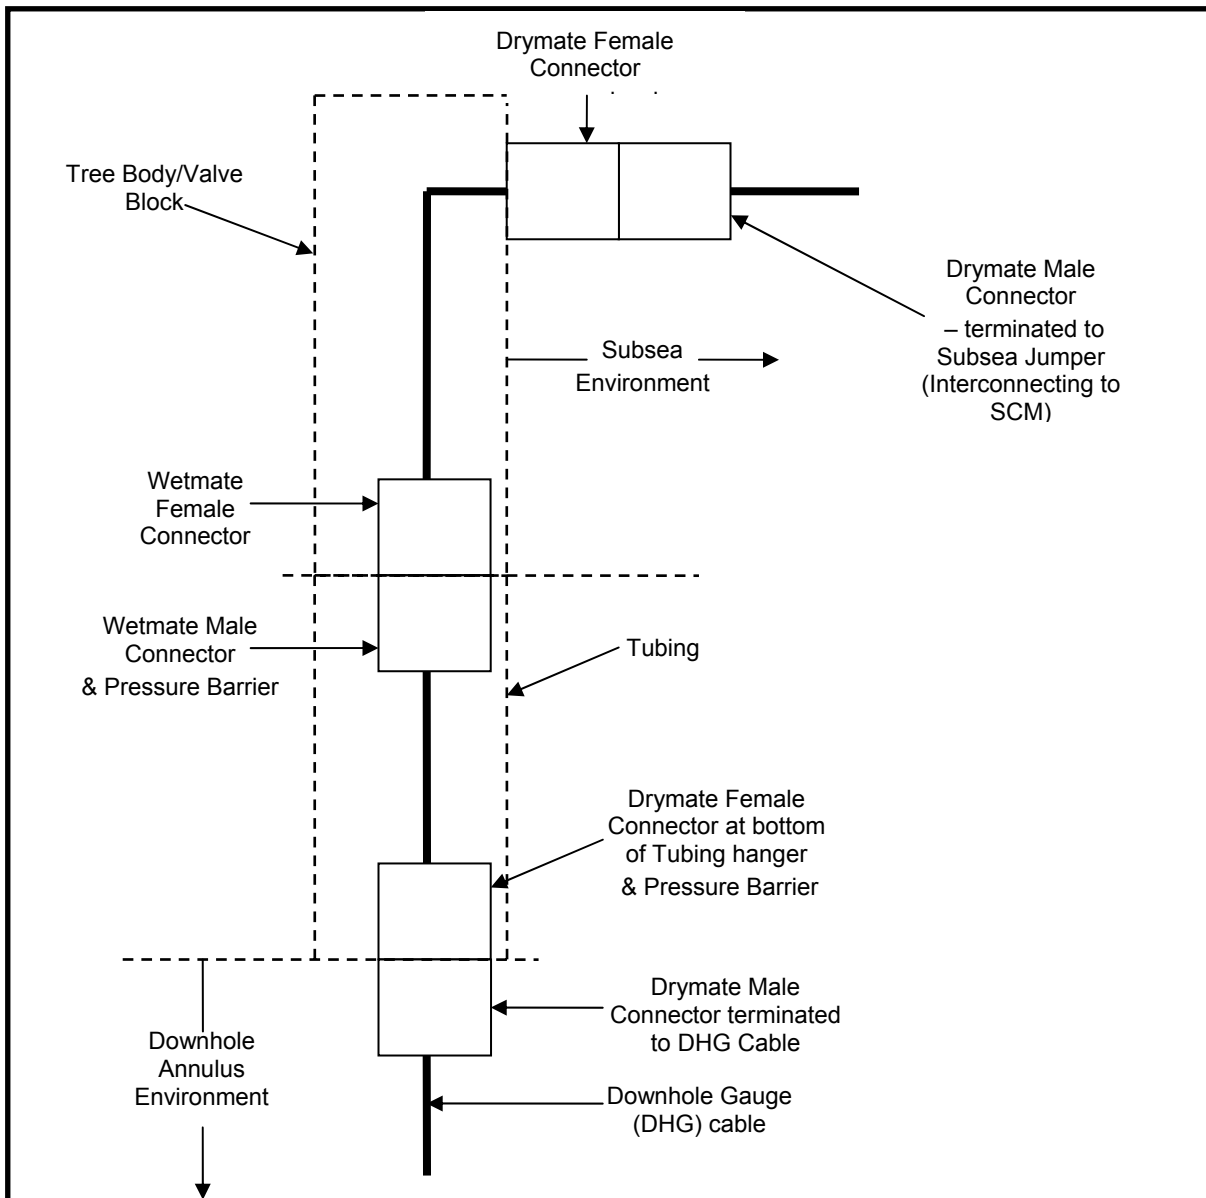 Drymate Female
Connector
Tree Body/Valve
Block
Drymate Male
Connector
– terminated to
Subsea Jumper
(Interconnecting to
SCM)
Subsea
Environment
Wetmate
Female
Connector
Wetmate Male
Connector
& Pressure Barrier
Tubing
Drymate Female
Connector at bottom
of Tubing hanger
& Pressure Barrier
Drymate Male
Connector terminated
to DHG Cable
Downhole
Annulus
Environment
Downhole Gauge
(DHG) cable